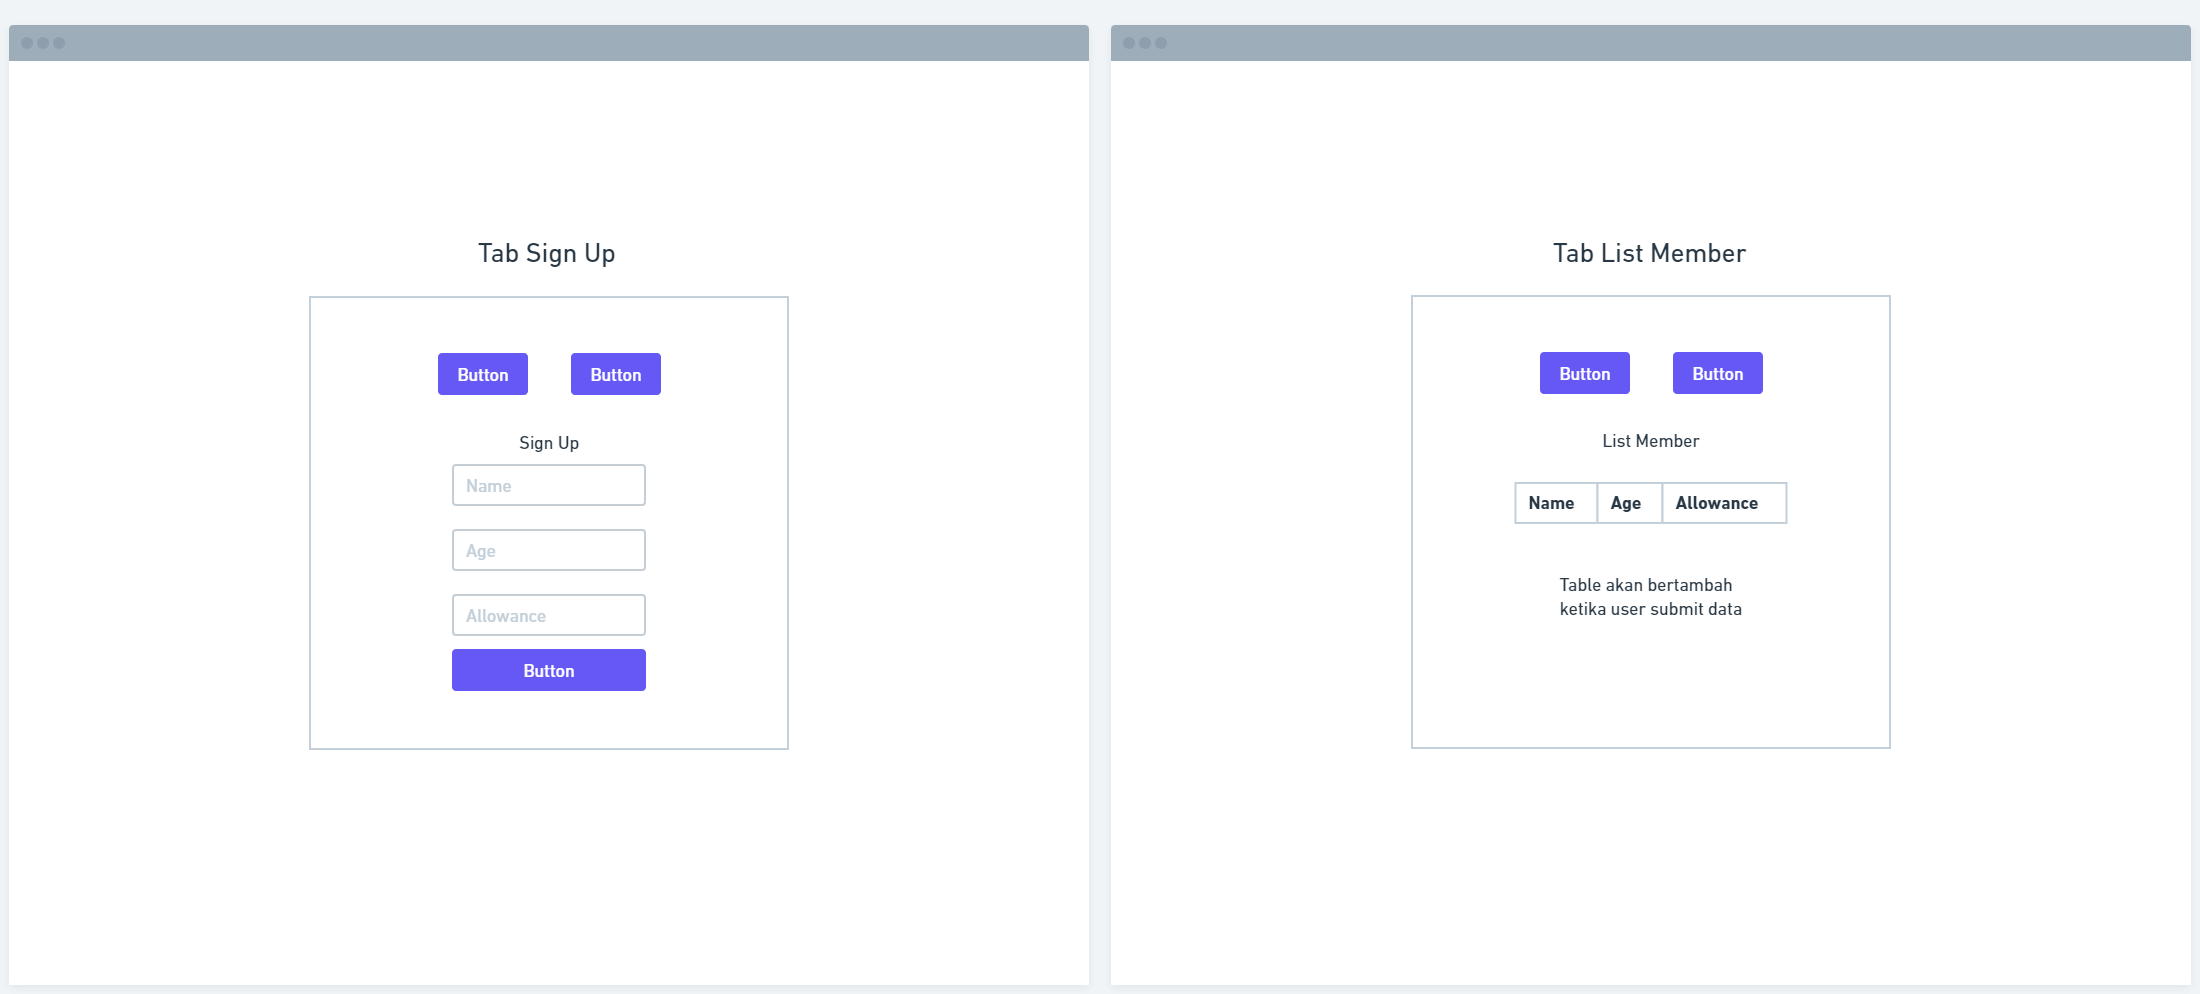 Tab Sign Up
Button
Button
Sign Up
Name
Age
Allowance
Button
Tab List Member
Button
Button
List Member
Name
Age
Allowance
Table akan bertambah
ketika user submit data